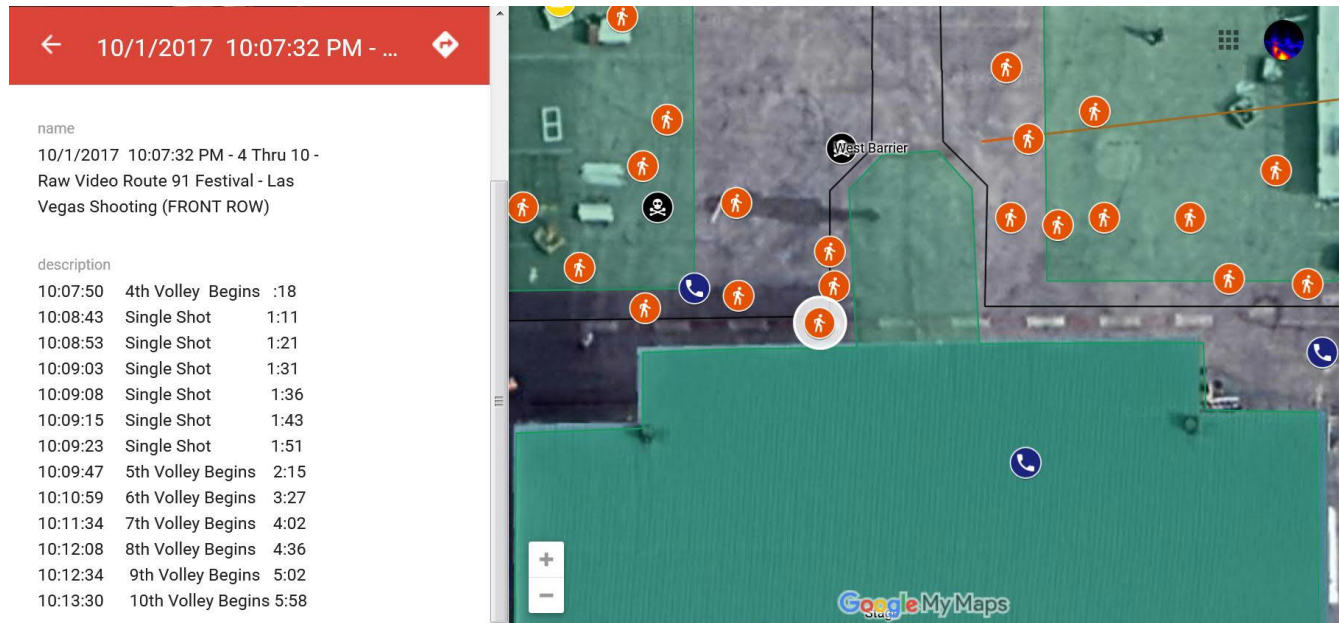 10/1/2017 10:07:32 PM - ...
name
10/1/2017 10:07:32 PM - 4 Thru 10 -
Raw Video Route 91 Festival - Las
Vegas Shooting (FRONT ROW)
description
10:07:50 4th Volley Begins :18
10:08:43 Single Shot 1:11
10:08:53 Single Shot 1:21
10:09:03 Single Shot 1:31
10:09:08 Single Shot 1:36
10:09:15 Single Shot 1:43
10:09:23 Single Shot 1:51
10:09:47 5th Volley Begins 2:15
10:10:59 6th Volley Begins 3:27
10:11:34 7th Volley Begins 4:02
10:12:08 8th Volley Begins 4:36
10:12:34 9th Volley Begins 5:02
10:13:30 10th Volley Begins 5:58
West Barrier
Google My Maps